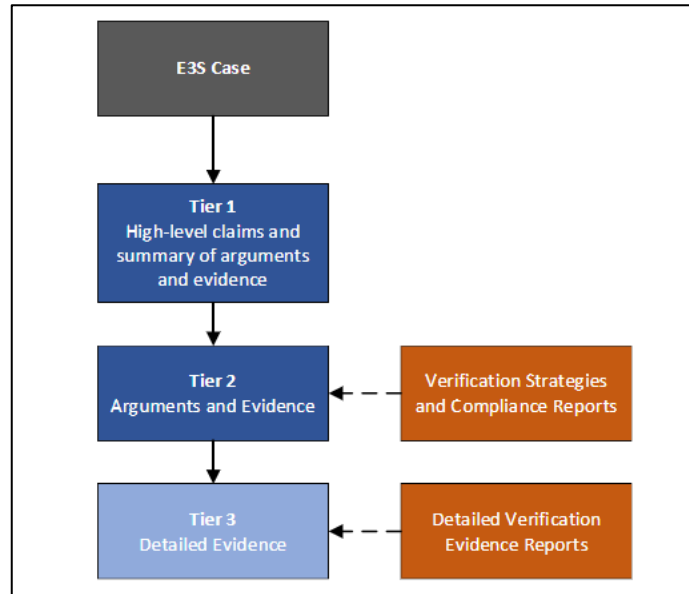 E3S Case
Tier 1
High-level claims and
summary of arguments
and evidence
Tier 2
Arguments and Evidence
Verification Strategies
and Compliance Reports
Tier 3
Detailed Evidence
Detailed Verification
Evidence Reports